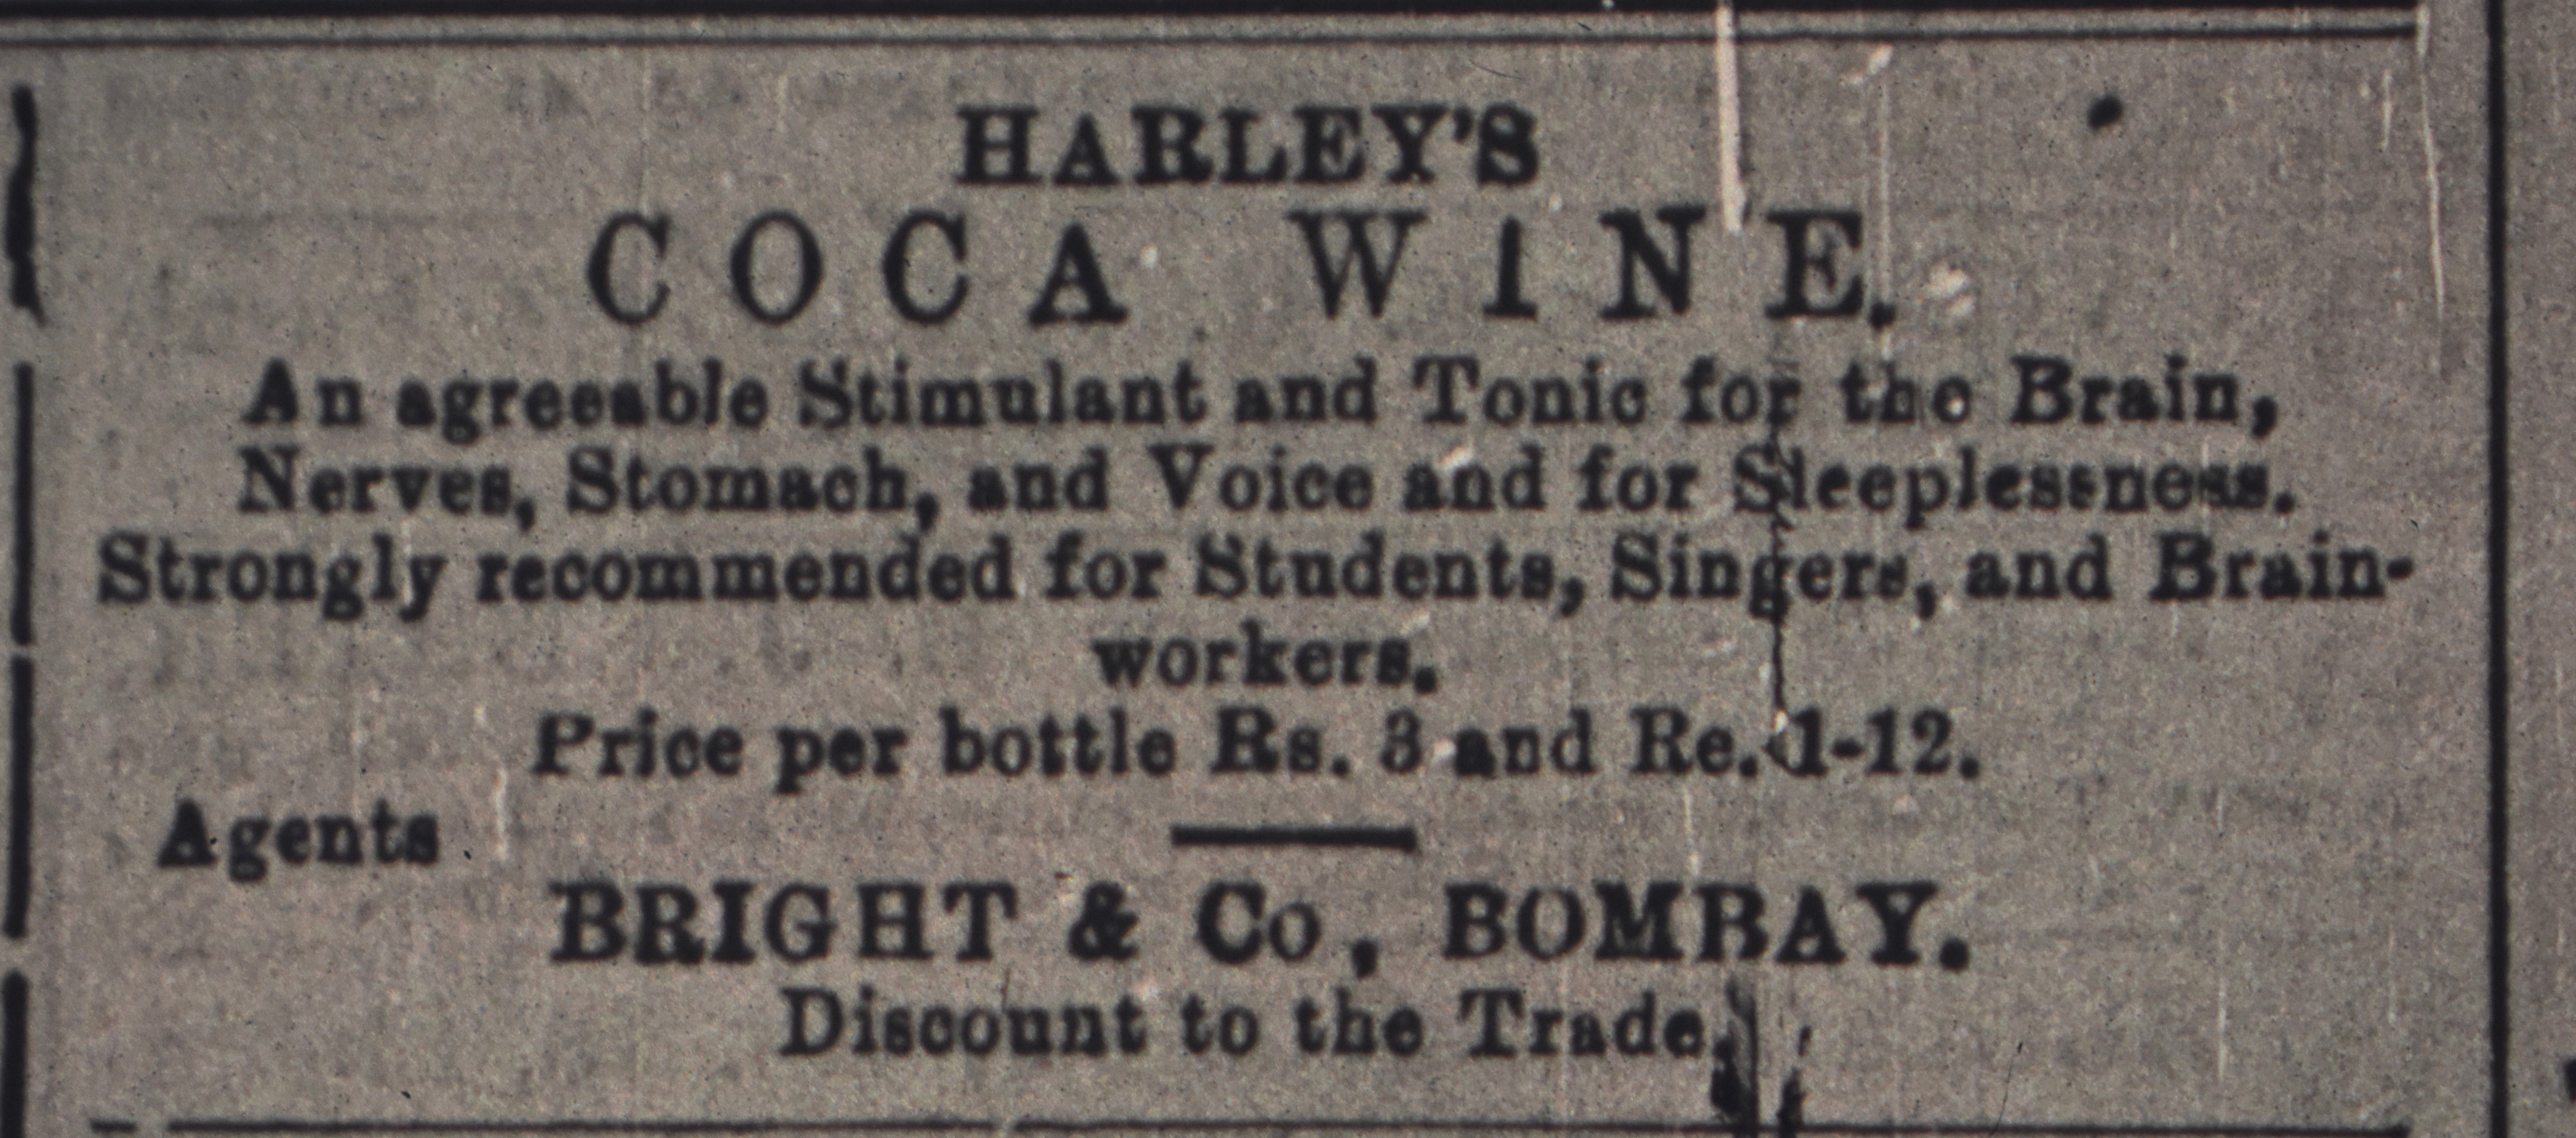 HARLEY'S
COCA WINE.
An agreeable Stimulant and Tonic for the Brain,
Nerves, Stomach, and Voice and for Sleeplessness.
Strongly recommended for Students, Singers, and Brain-
workers.
Price per bottle Rs. 3 and Re. 1-12.
Agents
BRIGHT & Co, BOMBAY.
Discount to the Trade.